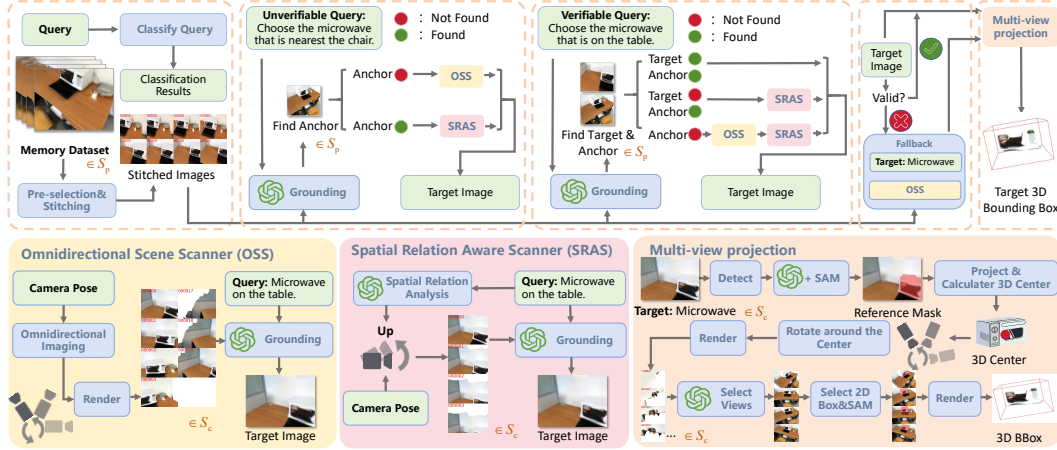 Query
Classify Query
Classification
Results
Memory Dataset
∈ Sp
Stitched Images
Pre-selection&
Stitching
Unverifiable Query:
Choose the microwave
that is nearest the chair.
: Not Found
: Found
Anchor
OSS
Find Anchor
∈ Sp
Anchor
SRAS
Grounding
Target Image
Verifiable Query:
Choose the microwave
that is on the table.
: Not Found
: Found
Target
Anchor
Target
Anchor
SRAS
Find Target &
Anchor
∈ Sp
Anchor
OSS
SRAS
Grounding
Target Image
Target
Image
Valid?
Fallback
Target: Microwave
OSS
Multi-view
projection
Target 3D
Bounding Box
Omnidirectional Scene Scanner (OSS)
Camera Pose
Omnidirectional
Imaging
Render
Query: Microwave
on the table.
Grounding
∈ Sc
Target Image
Spatial Relation Aware Scanner (SRAS)
Spatial Relation
Analysis
Query: Microwave
on the table.
Up
Grounding
Camera Pose
∈ Sc
Target Image
Multi-view projection
Detect
+ SAM
Project &
Calculater 3D Center
Target: Microwave
∈ Sc
Reference Mask
Render
Rotate around the
Center
3D Center
Select
Views
Select 2D
Box&SAM
Render
...
∈ Sc
3D BBox